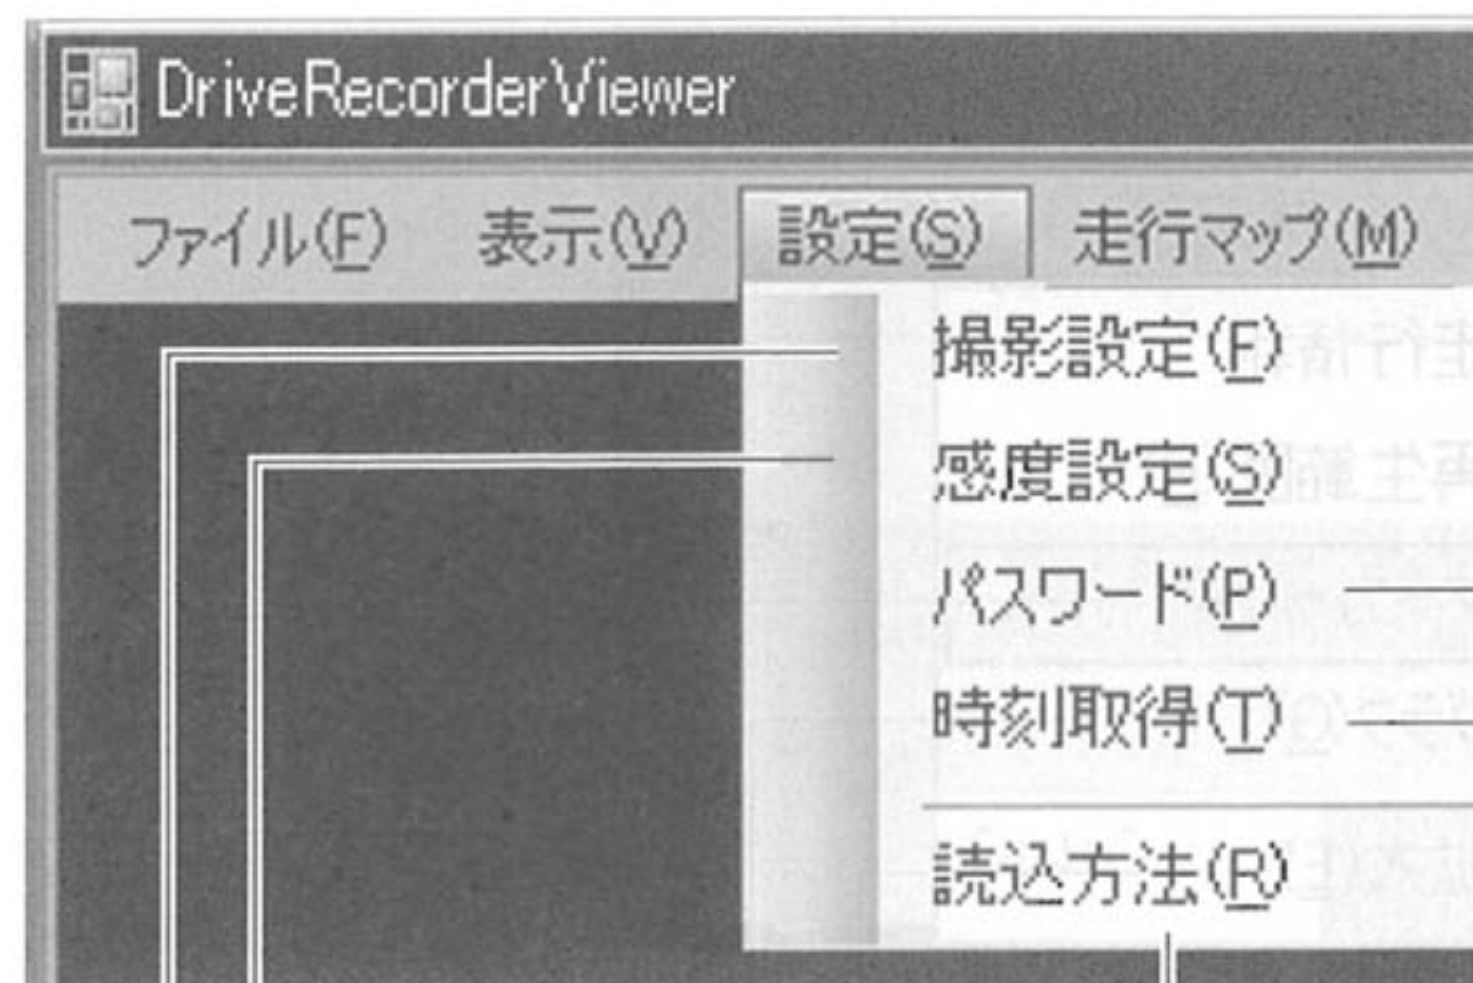 DriveRecorderViewer
ファイル(F) 表示(V) 設定(S) 走行マップ(M)
撮影設定(F)
感度設定(S)
パスワード(P)
時刻取得(T)
読込方法(R)